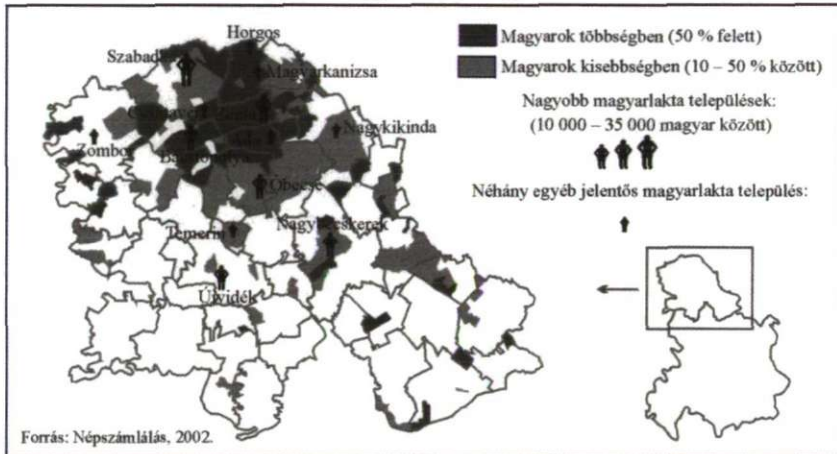 Horgos
Szabadka
Magyarkanizsa
Nagykikinda
Zombor
Óbecse
Nagybecskerek
Temerin
Újvidék
Magyarok többségben (50 % felett)
Magyarok kisebbségben (10 – 50 % között)
Nagyobb magyarlakta települések:
(10 000 – 35 000 magyar között)
Néhány egyéb jelentős magyarlakta település:
Forrás: Népszámlálás, 2002.